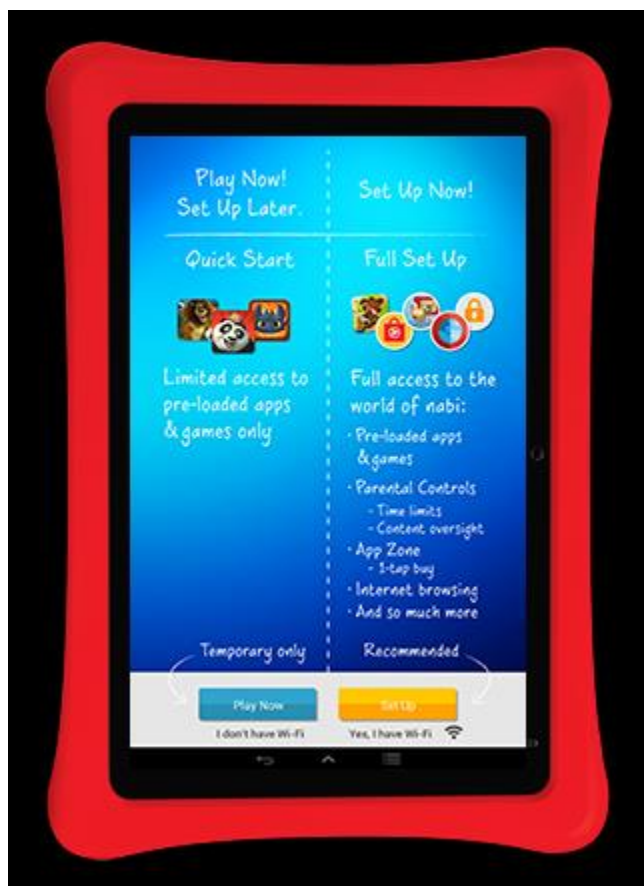 Play Now!
Set Up Later.
Quick Start
Limited access to
pre-loaded apps
& games only
Temporary only
Play Now
I don't have Wi-Fi
Set Up Now!
Full Set Up
Full access to the
world of nabi:
· Pre-loaded apps
& games
· Parental Controls
- Time limits
- Content oversight
· App Zone
- 1-tap buy
· Internet browsing
· And so much more
Recommended
Set Up
Yes, I have Wi-Fi